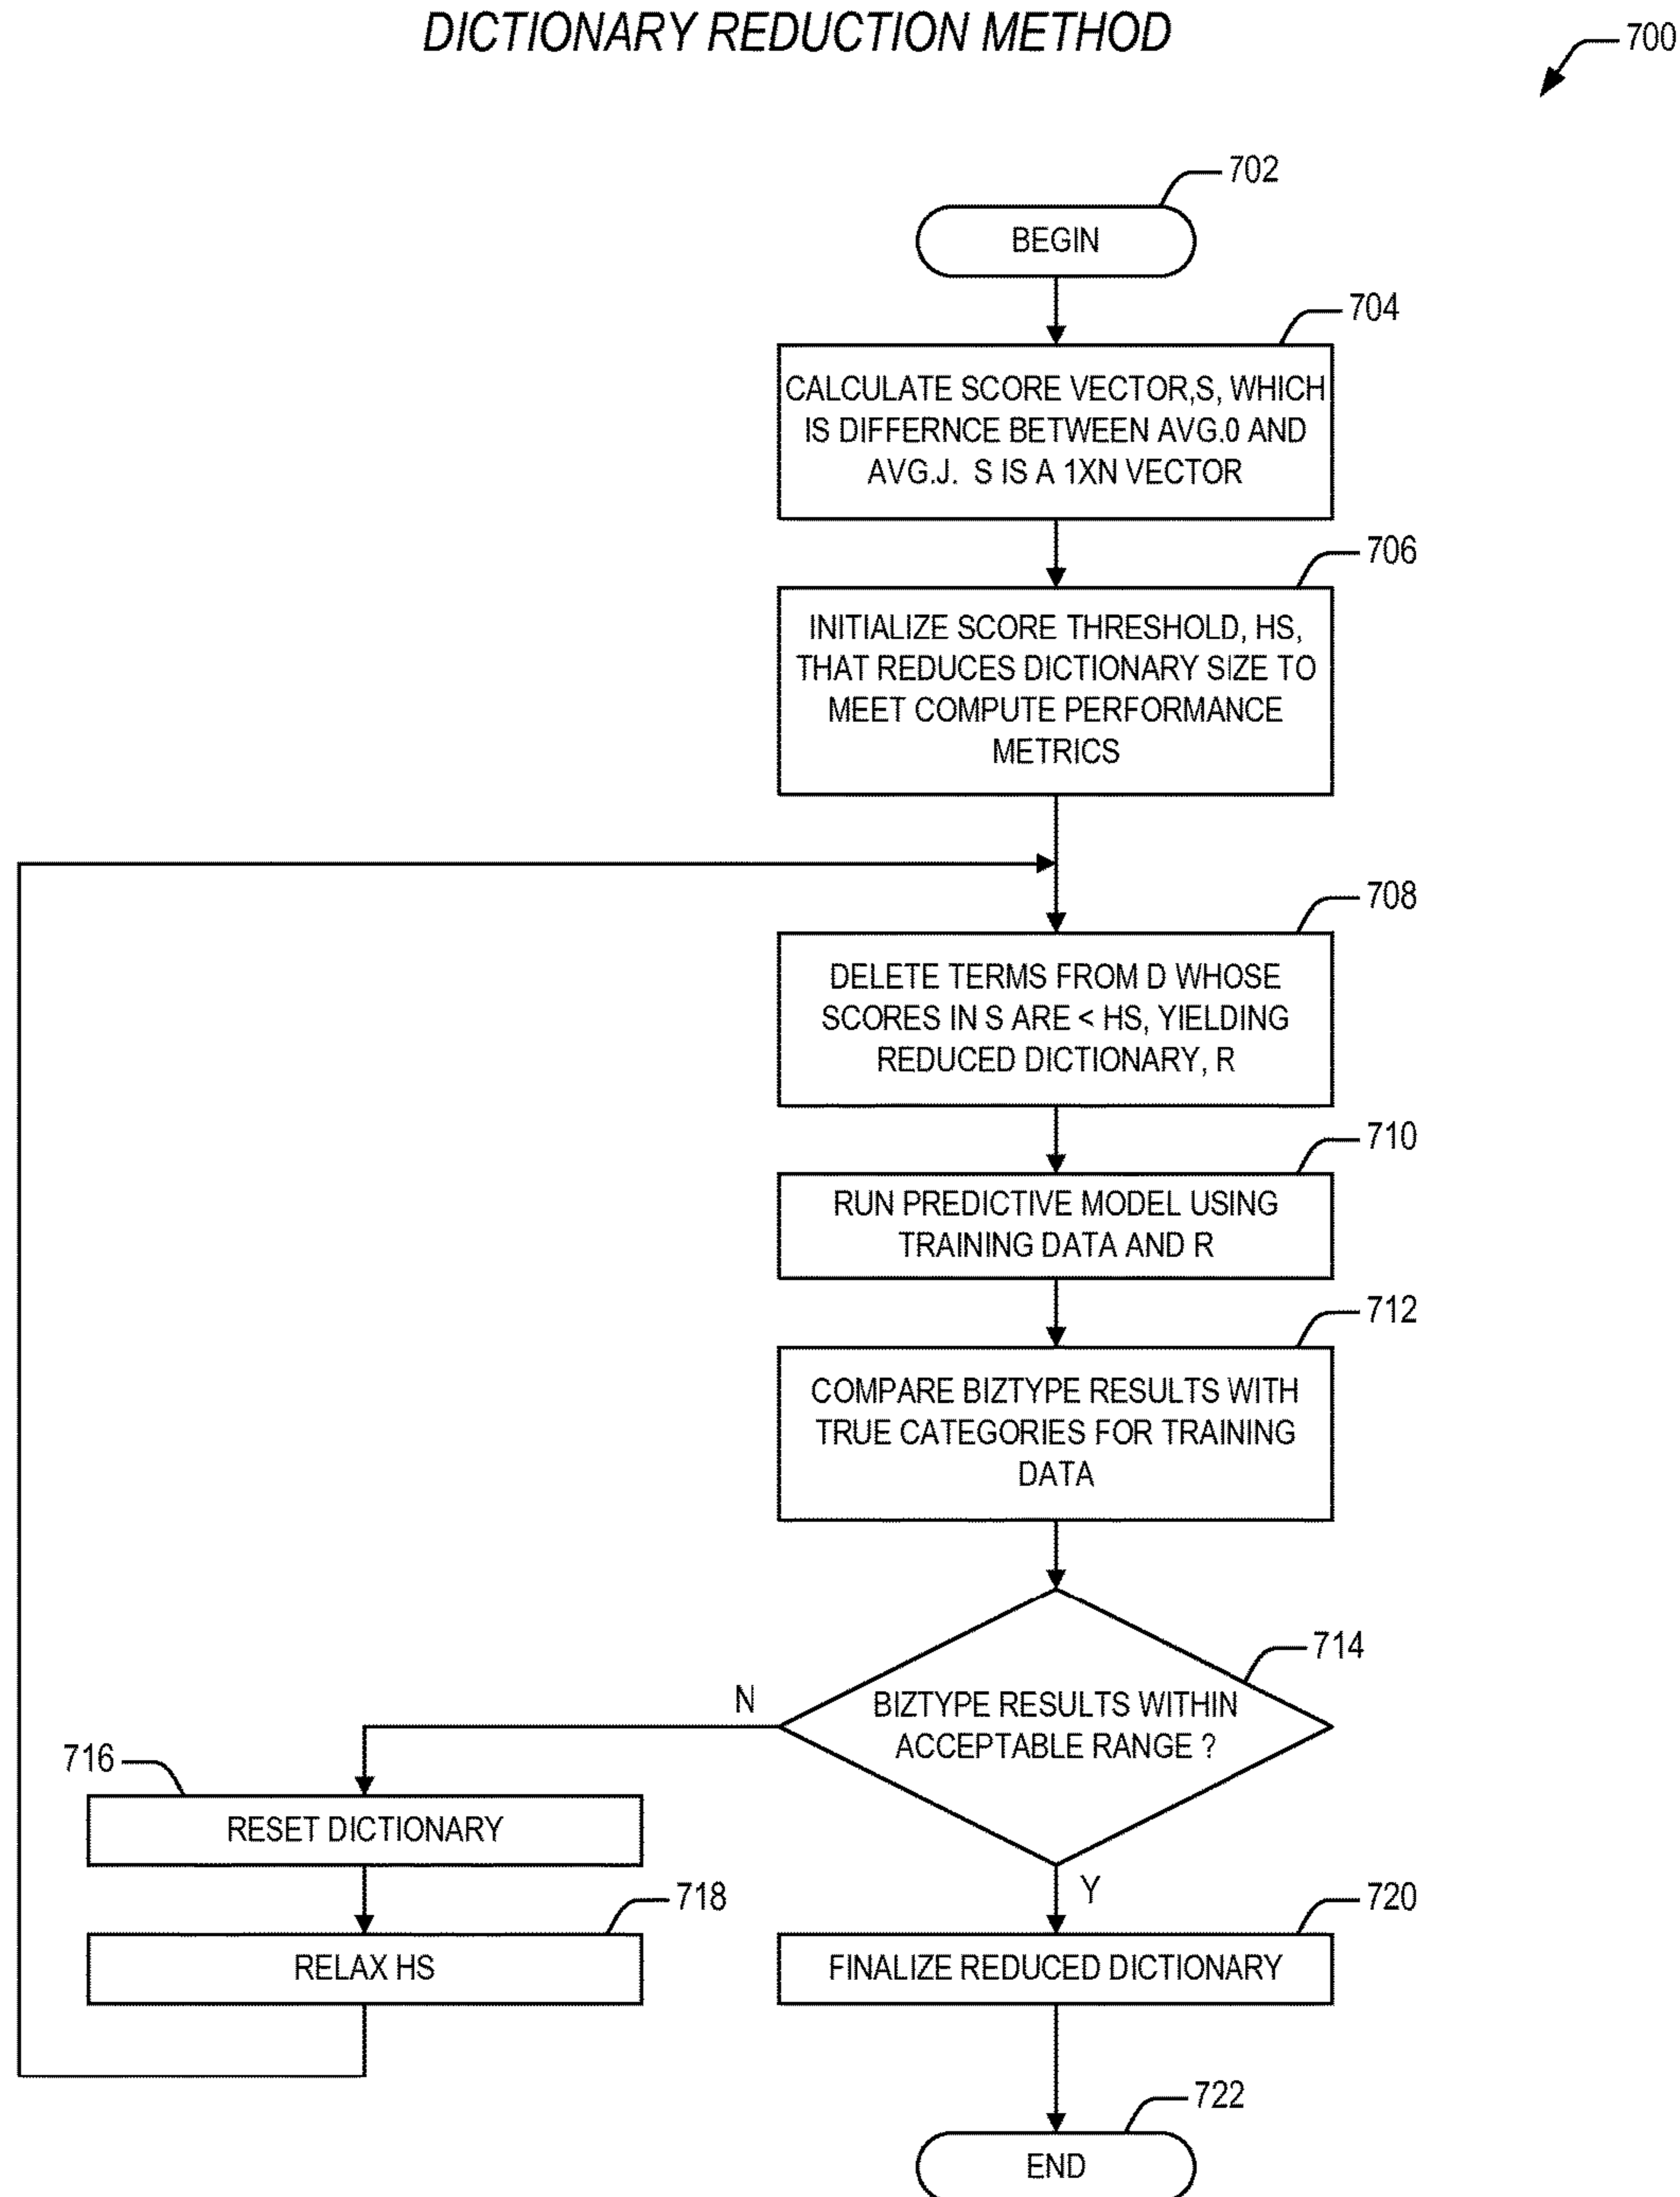 DICTIONARY REDUCTION METHOD
700
702
BEGIN
704
CALCULATE SCORE VECTOR,S, WHICH
IS DIFFERNCE BETWEEN AVG.0 AND
AVG.J. S IS A 1XN VECTOR
706
INITIALIZE SCORE THRESHOLD, HS,
THAT REDUCES DICTIONARY SIZE TO
MEET COMPUTE PERFORMANCE
METRICS
708
DELETE TERMS FROM D WHOSE
SCORES IN S ARE < HS, YIELDING
REDUCED DICTIONARY, R
710
RUN PREDICTIVE MODEL USING
TRAINING DATA AND R
712
COMPARE BIZTYPE RESULTS WITH
TRUE CATEGORIES FOR TRAINING
DATA
714
BIZTYPE RESULTS WITHIN
ACCEPTABLE RANGE ?
N
716
RESET DICTIONARY
718
RELAX HS
Y
720
FINALIZE REDUCED DICTIONARY
722
END